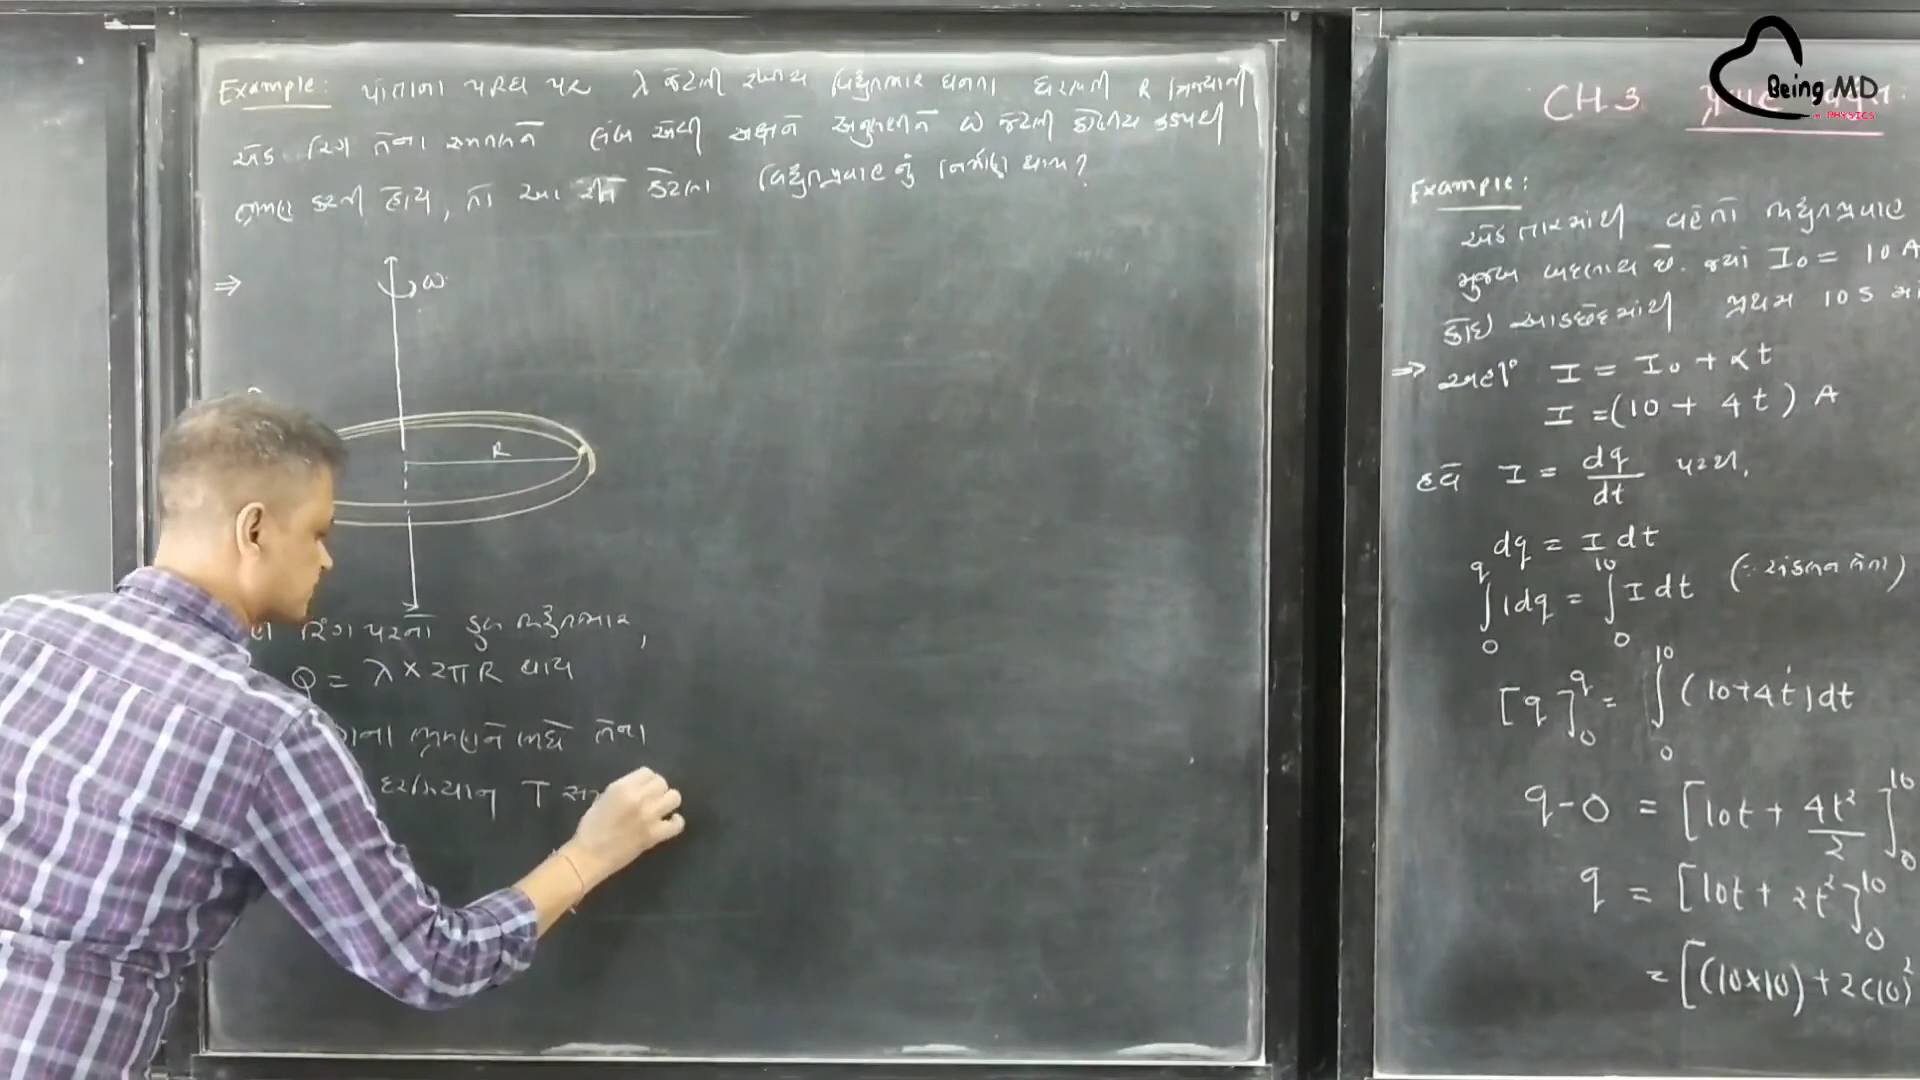 Example: પોતાના પરિઘ પર λ જેટલી રેખીય વિદ્યુતભાર ઘનતા ધરાવતી R ત્રિજ્યાની
એક રિંગ તેના સમતલને લંબ એવી અક્ષને અનુલક્ષીને ω જેટલી કોણીય ઝડપથી
ભ્રમણ કરતી હોય, તો આ રીતે કેટલા વિદ્યુતપ્રવાહનું નિર્માણ થાય?
⇒ ω
R
રિંગ પરનો કુલ વિદ્યુતભાર,
Q = λ × 2πR થાય
ભ્રમણને લીધે તેના
દરમ્યાન T
Being MD
in PHYSICS
CH.3
Example:
એક તારમાંથી વહેતો વિદ્યુતપ્રવાહ
મુજબ બદલાય છે. જ્યાં I₀ = 10 A
કોઈ આડછેદમાંથી પ્રથમ 10 s માં
⇒ અહીં I = I₀ + αt
I = (10 + 4t) A
હવે I = dq/dt પરથી,
dq = I dt
∫₀^q 1dq = ∫₀^10 I dt (∵ સંકલન લેતા)
[q]₀^q = ∫₀^10 (10+4t)dt
q-0 = [10t + 4t²/2]₀^10
q = [10t + 2t²]₀^10
= [(10×10) + 2(10)²